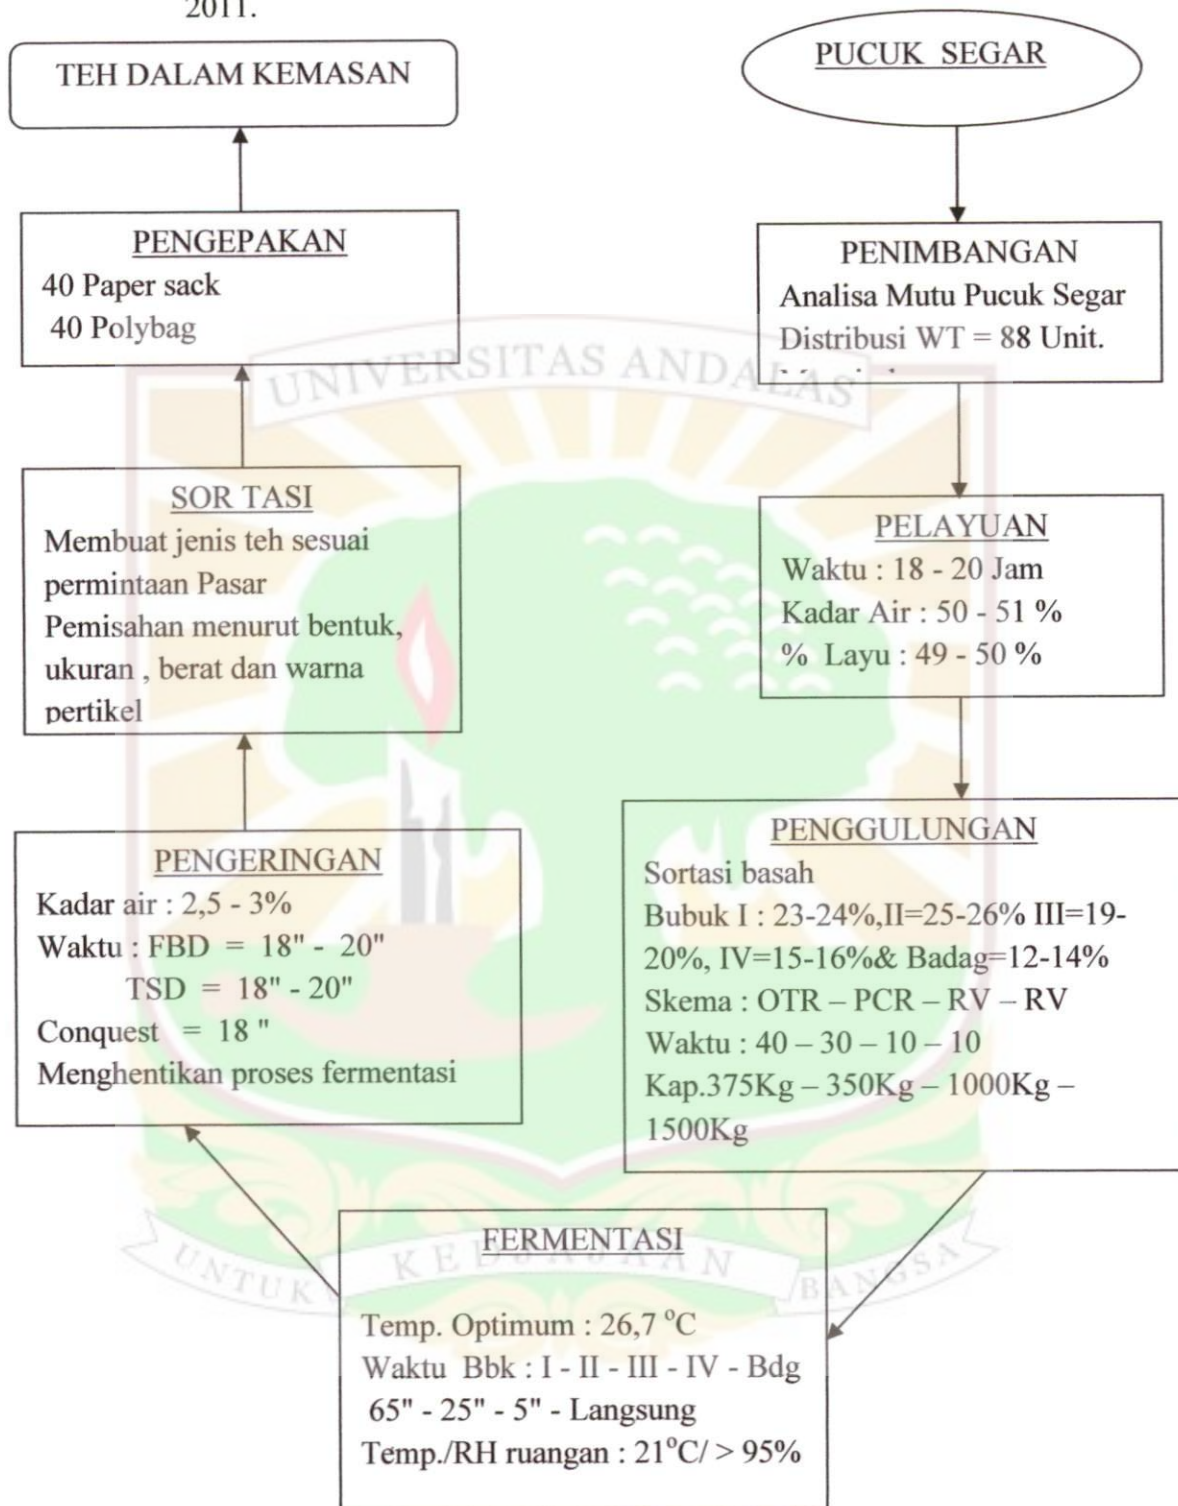 2011.
PUCUK SEGAR
PENIMBANGAN
Analisa Mutu Pucuk Segar
Distribusi WT = 88 Unit.
PELAYUAN
Waktu : 18 - 20 Jam
Kadar Air : 50 - 51 %
% Layu : 49 - 50 %
PENGGULUNGAN
Sortasi basah
Bubuk I : 23-24%,II=25-26% III=19-
20%, IV=15-16%& Badag=12-14%
Skema : OTR – PCR – RV – RV
Waktu : 40 – 30 – 10 – 10
Kap.375Kg – 350Kg – 1000Kg –
1500Kg
FERMENTASI
Temp. Optimum : 26,7 °C
Waktu Bbk : I - II - III - IV - Bdg
65" - 25" - 5" - Langsung
Temp./RH ruangan : 21°C/ > 95%
PENGERINGAN
Kadar air : 2,5 - 3%
Waktu : FBD = 18" - 20"
TSD = 18" - 20"
Conquest = 18 "
Menghentikan proses fermentasi
SOR TASI
Membuat jenis teh sesuai
permintaan Pasar
Pemisahan menurut bentuk,
ukuran , berat dan warna
pertikel
PENGEPAKAN
40 Paper sack
40 Polybag
TEH DALAM KEMASAN
UNIVERSITAS ANDALAS
UNTUK KEDJAJAAN BANGSA